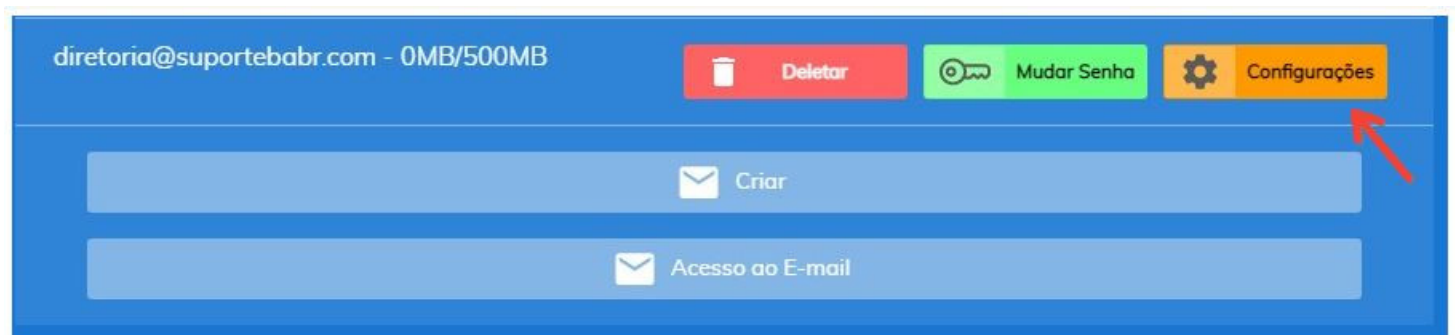 diretoria@suportebabr.com - 0MB/500MB
Deletar
Mudar Senha
Configurações
Criar
Acesso ao E-mail